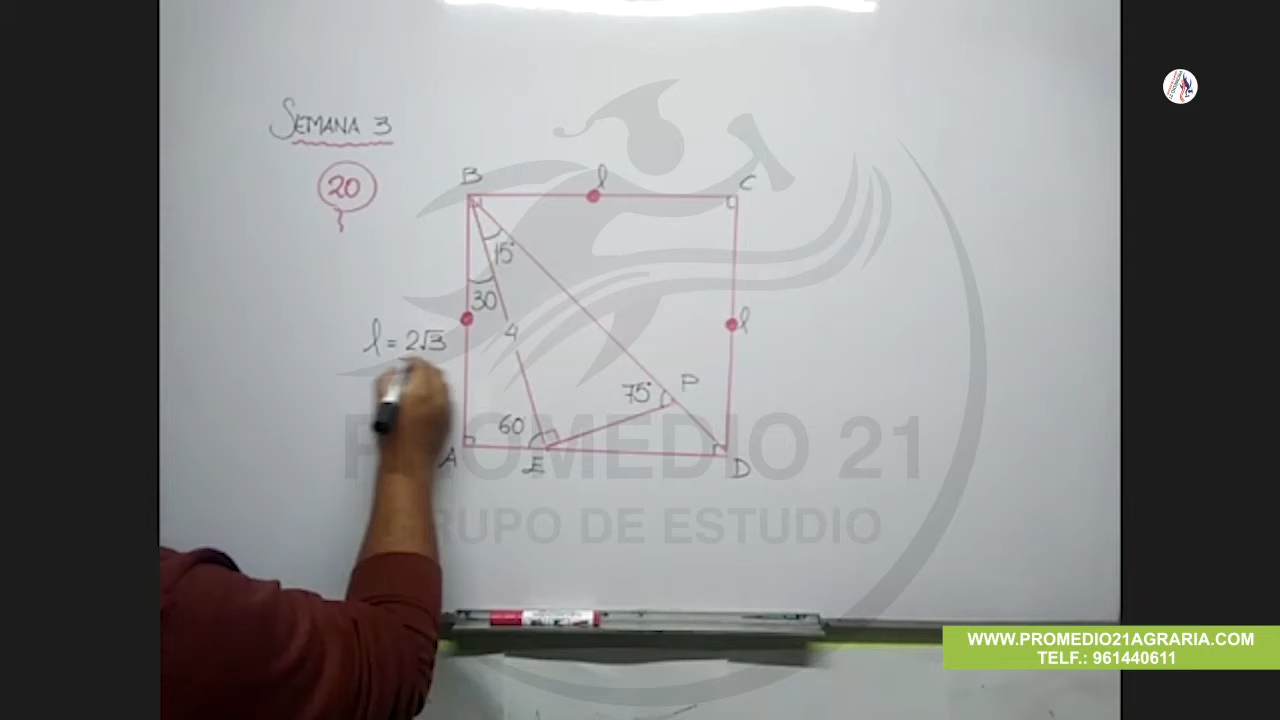 SEMANA 3
20
B
l
C
15°
30
4
l = 2√3
l
75°
P
60
A
E
D
PROMEDIO 21
GRUPO DE ESTUDIO
WWW.PROMEDIO21AGRARIA.COM
TELF.: 961440611